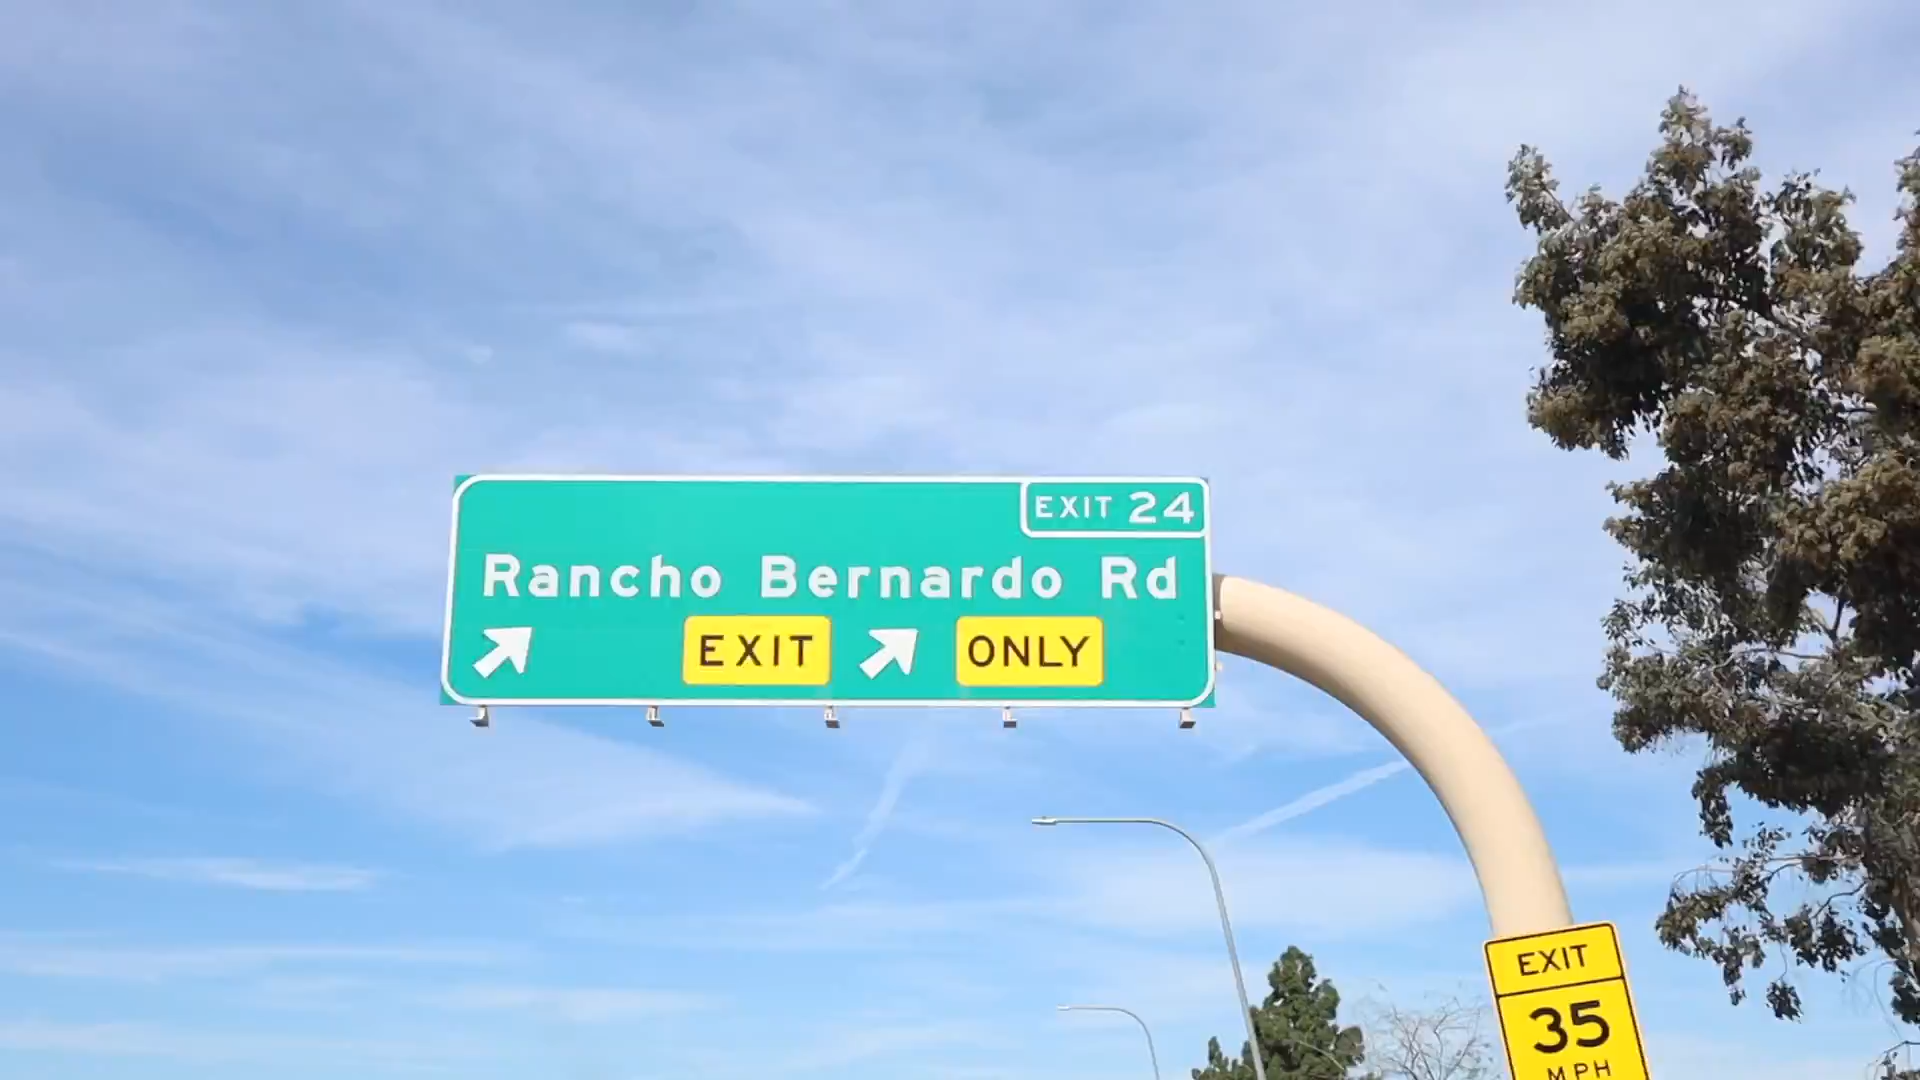 EXIT 24
Rancho Bernardo Rd
EXIT ONLY
EXIT
35
MPH